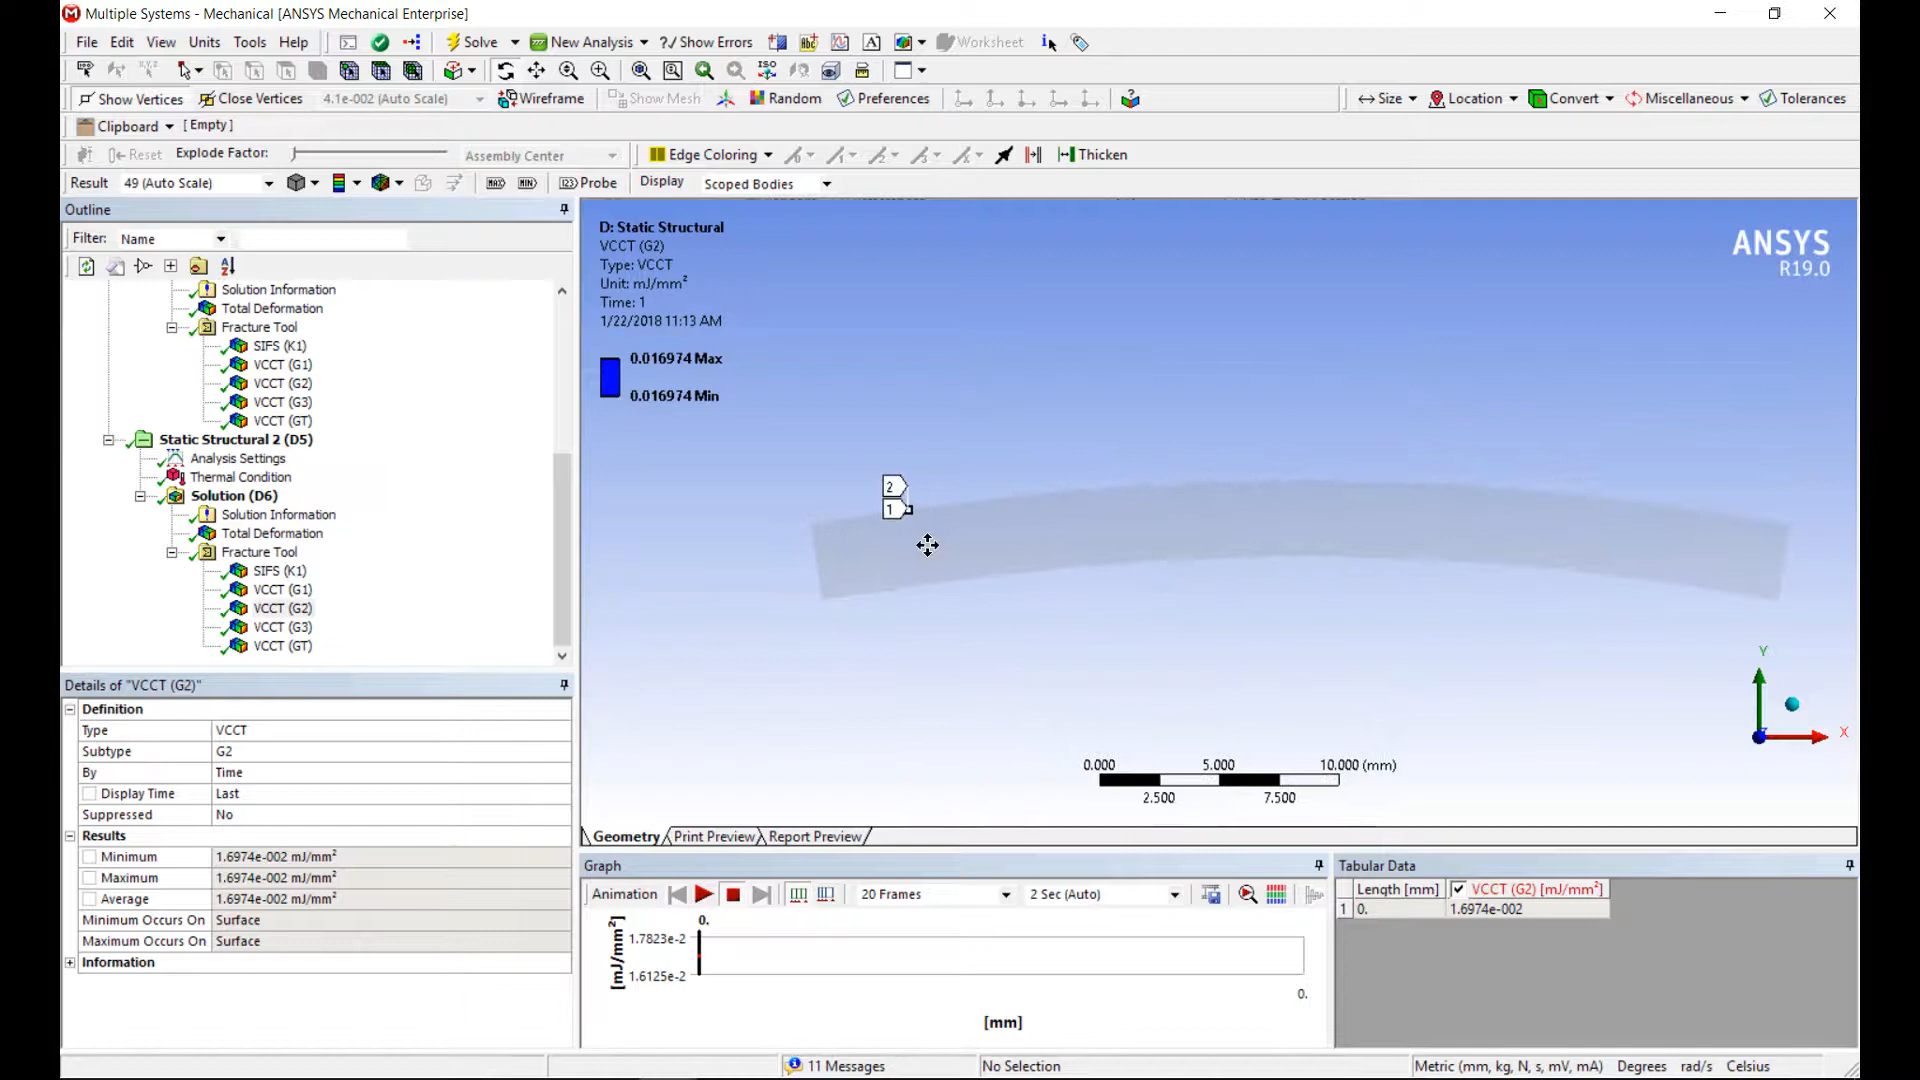 Multiple Systems - Mechanical [ANSYS Mechanical Enterprise]
File Edit View Units Tools Help Solve New Analysis ?/ Show Errors Worksheet
ISO
Show Vertices Close Vertices 4.1e-002 (Auto Scale) Wireframe Show Mesh Random Preferences Size Location Convert Miscellaneous Tolerances
Clipboard [ Empty ]
Reset Explode Factor: Assembly Center Edge Coloring Thicken
Result 49 (Auto Scale) MAX MIN 123 Probe Display Scoped Bodies
Outline
Filter: Name
Solution Information
Total Deformation
Fracture Tool
SIFS (K1)
VCCT (G1)
VCCT (G2)
VCCT (G3)
VCCT (GT)
Static Structural 2 (D5)
Analysis Settings
Thermal Condition
Solution (D6)
Solution Information
Total Deformation
Fracture Tool
SIFS (K1)
VCCT (G1)
VCCT (G2)
VCCT (G3)
VCCT (GT)
Details of "VCCT (G2)"
Definition
Type VCCT
Subtype G2
By Time
Display Time Last
Suppressed No
Results
Minimum 1.6974e-002 mJ/mm²
Maximum 1.6974e-002 mJ/mm²
Average 1.6974e-002 mJ/mm²
Minimum Occurs On Surface
Maximum Occurs On Surface
Information
D: Static Structural
VCCT (G2)
Type: VCCT
Unit: mJ/mm²
Time: 1
1/22/2018 11:13 AM
0.016974 Max
0.016974 Min
ANSYS
R19.0
2
1
Y
X
0.000 5.000 10.000 (mm)
2.500 7.500
Geometry Print Preview Report Preview
Graph
Animation 20 Frames 2 Sec (Auto)
0.
[mJ/mm²]
1.7823e-2
1.6125e-2
0.
[mm]
Tabular Data
Length [mm] VCCT (G2) [mJ/mm²]
1 0. 1.6974e-002
11 Messages No Selection Metric (mm, kg, N, s, mV, mA) Degrees rad/s Celsius